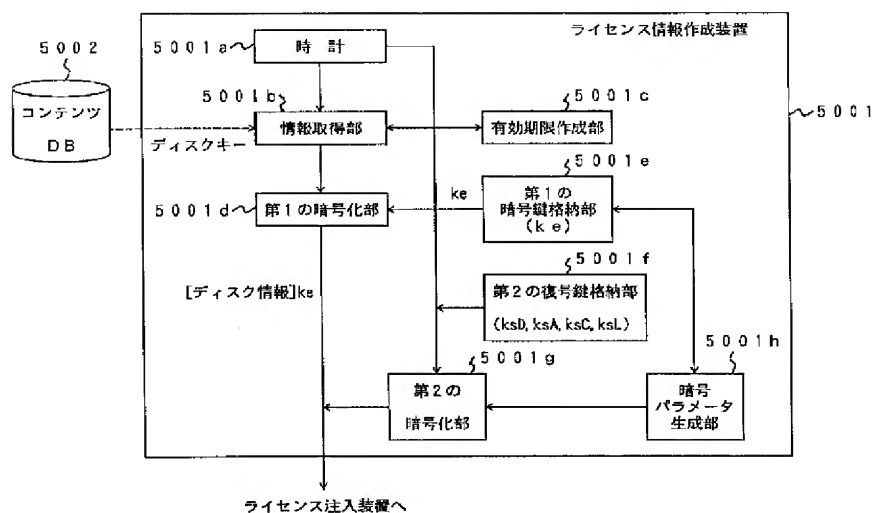 ライセンス情報作成装置
5002
5001a
時 計
5001b
5001c
コンテンツ
DB
ディスクキー
情報取得部
有効期限作成部
5001
5001e
5001d
第1の暗号化部
ke
第1の
暗号鍵格納部
(ke)
5001f
[ディスク情報]ke
第2の復号鍵格納部
(ksD, ksA, ksC, ksL)
5001g
5001h
第2の
暗号化部
暗号
パラメータ
生成部
ライセンス注入装置へ